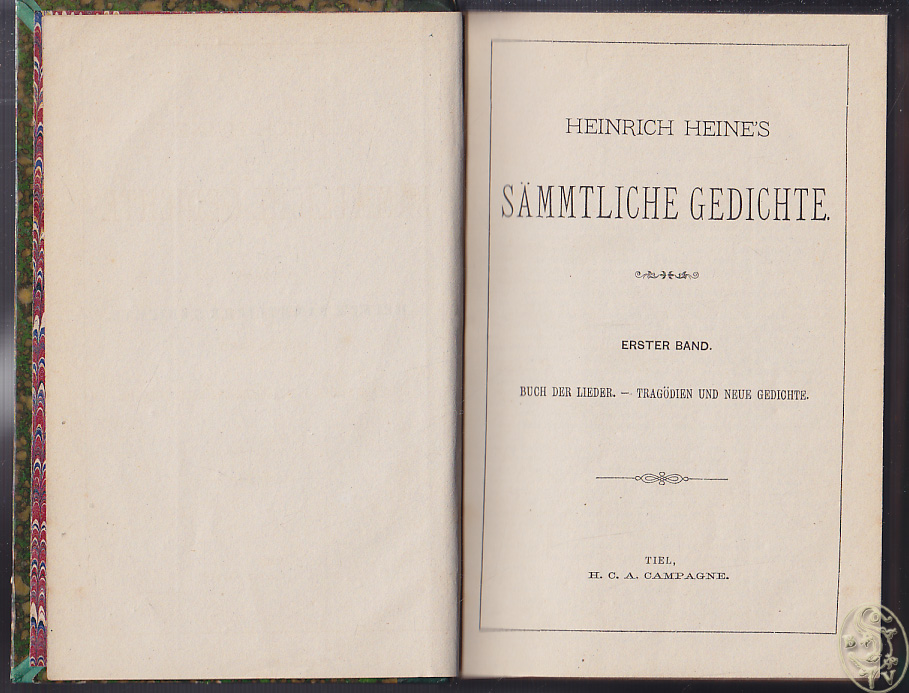 HEINRICH HEINE'S
SÄMMTLICHE GEDICHTE.
ERSTER BAND.
BUCH DER LIEDER. — TRAGÖDIEN UND NEUE GEDICHTE.
TIEL,
H. C. A. CAMPAGNE.